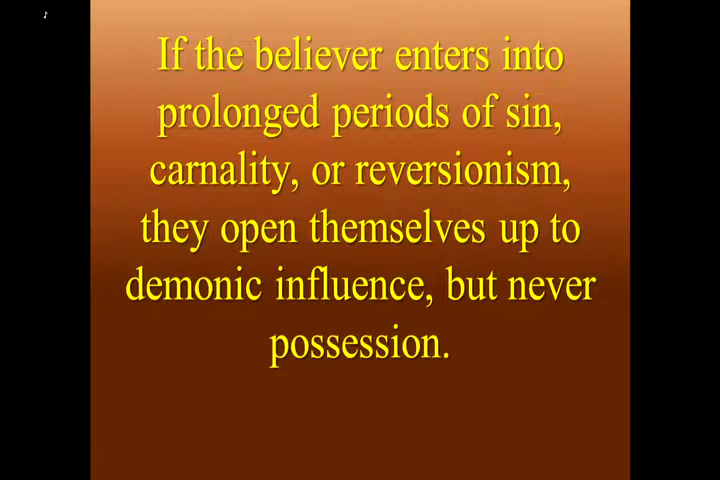 If the believer enters into
prolonged periods of sin,
carnality, or reversionism,
they open themselves up to
demonic influence, but never
possession.